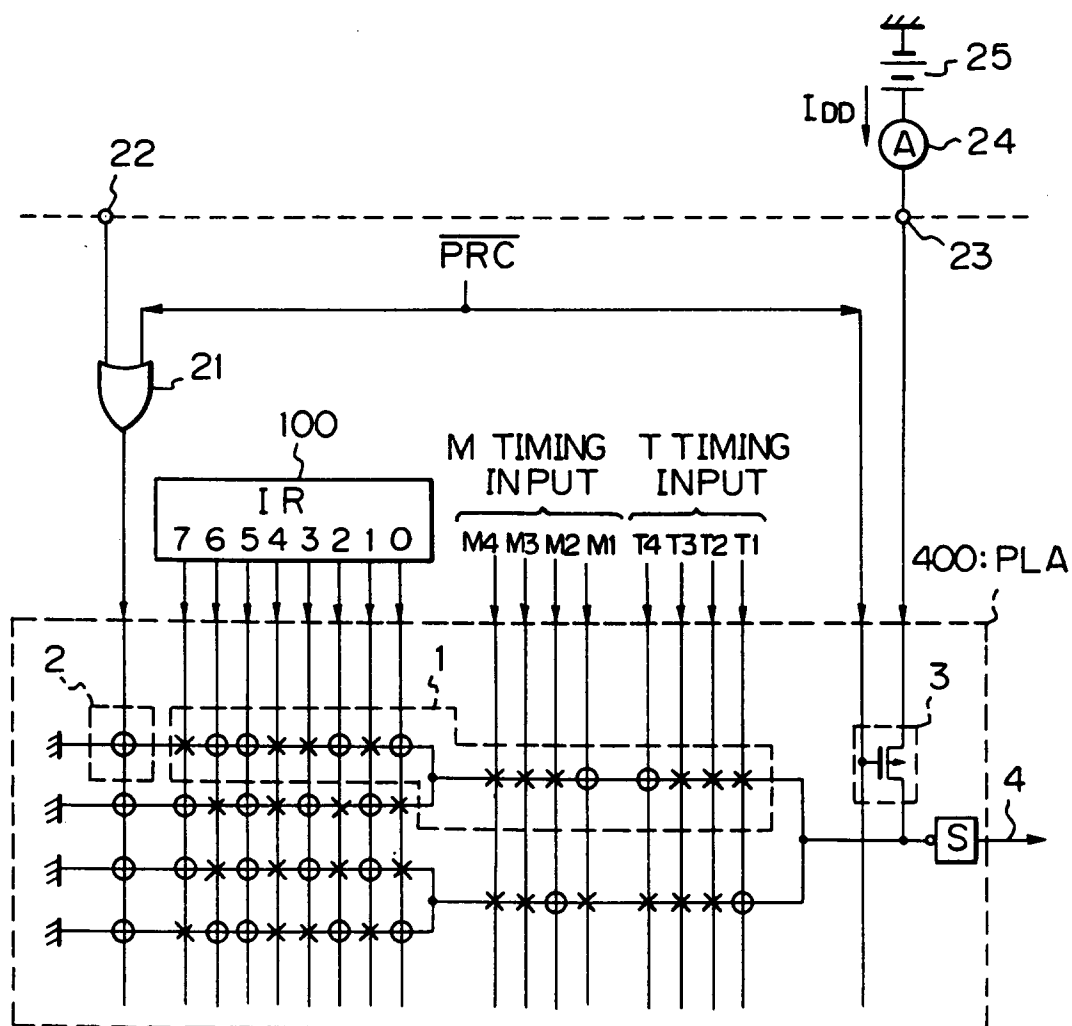 25
IDD
A
24
22
23
PRC
21
100
IR
7 6 5 4 3 2 1 0
M TIMING INPUT
T TIMING INPUT
M4 M3 M2 M1
T4 T3 T2 T1
400:PLA
2
1
3
4
S